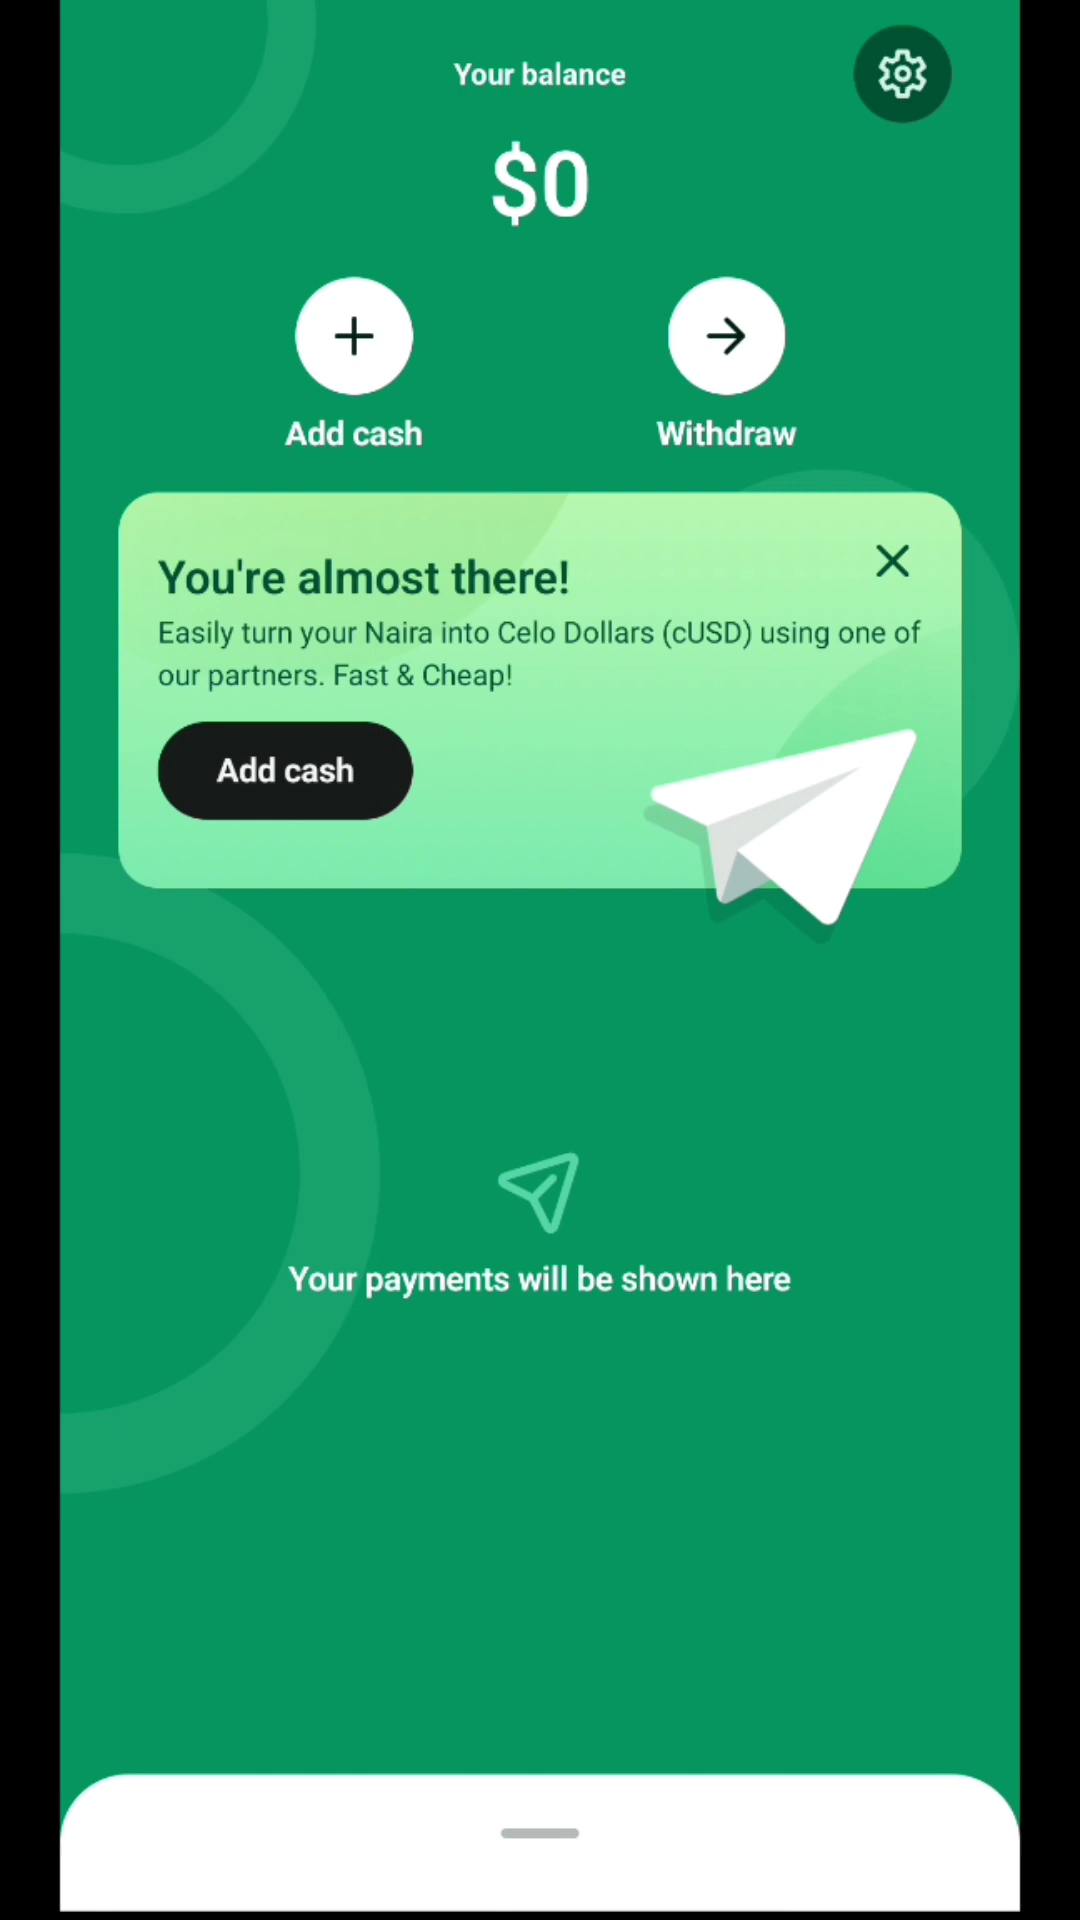 Your balance
$0
Add cash
Withdraw
You're almost there!
Easily turn your Naira into Celo Dollars (cUSD) using one of
our partners. Fast & Cheap!
Add cash
Your payments will be shown here